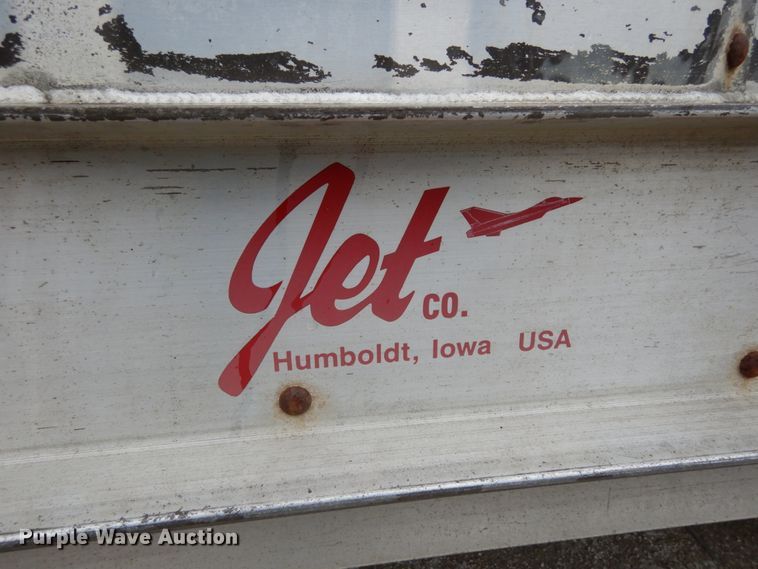 Jet CO.
Humboldt, Iowa USA
Purple Wave Auction